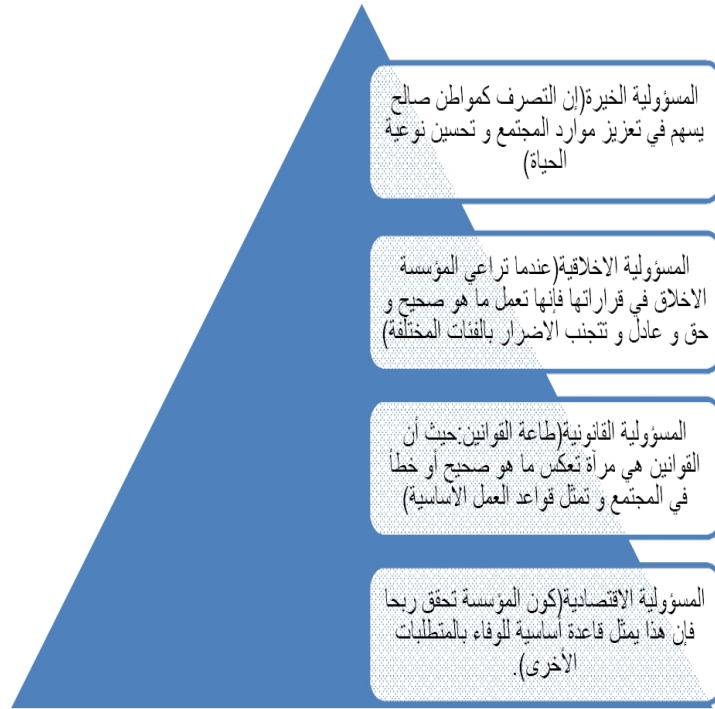 المسؤولية الخيرة(إن التصرف كمواطن صالح
يسهم في تعزيز موارد المجتمع و تحسين نوعية
الحياة)
المسؤولية الاخلاقية(عندما تراعي المؤسسة
الاخلاق في قراراتها فإنها تعمل ما هو صحيح و
حق و عادل و تتجنب الاضرار بالفئات المختلفة)
المسؤولية القانونية(طاعة القوانين:حيث أن
القوانين هي مرآة تعكس ما هو صحيح أو خطأ
في المجتمع و تمثل قواعد العمل الأساسية)
المسؤولية الاقتصادية(كون المؤسسة تحقق ربحا
فإن هذا يمثل قاعدة أساسية للوفاء بالمتطلبات
الأخرى).